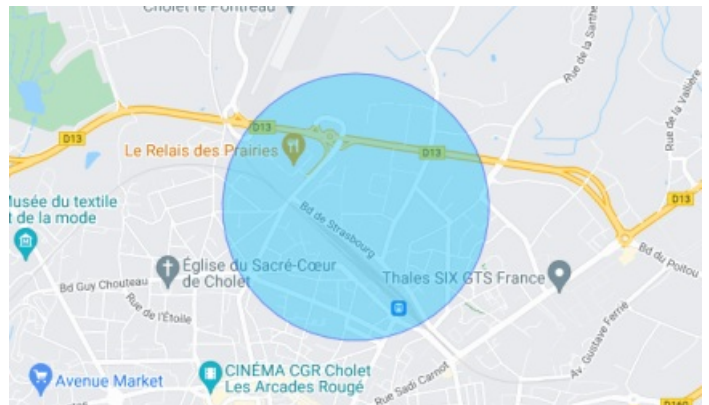 Cholet le Pontreau
Rue de la Sarthe
Rue de la Vallière
D13
D13
D13
D13
Le Relais des Prairies
Musée du textile
et de la mode
Bd de Strasbourg
Bd du Poitou
Église du Sacré-Cœur
de Cholet
Thales SIX GTS France
Bd Guy Chouteau
Rue de l'Étoile
Av. Gustave Ferrié
Avenue Market
CINÉMA CGR Cholet
Les Arcades Rougé
Rue Sadi Carnot
D160